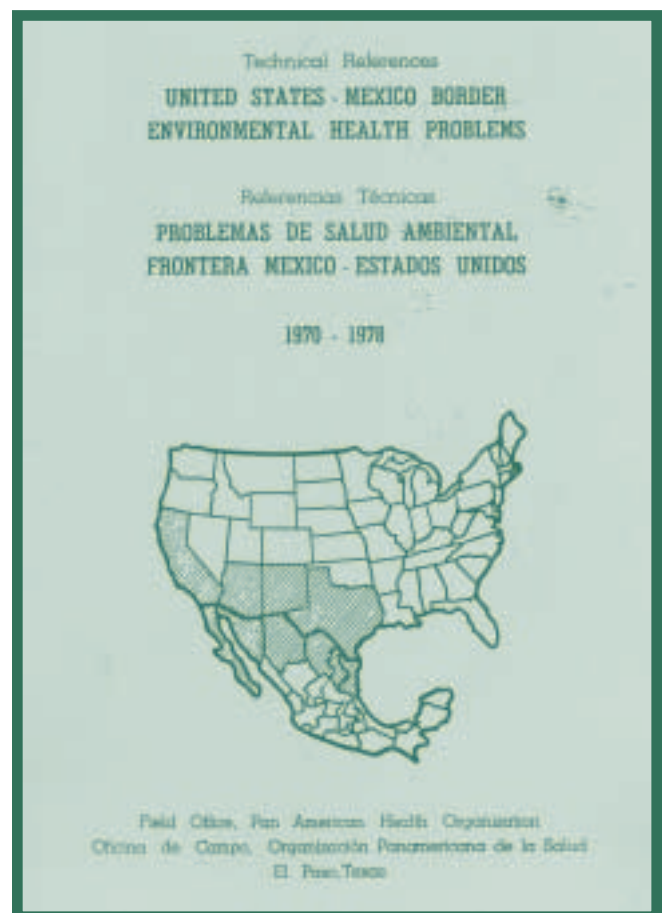 Technical References
UNITED STATES - MEXICO BORDER
ENVIRONMENTAL HEALTH PROBLEMS
Referencias Técnicas
PROBLEMAS DE SALUD AMBIENTAL
FRONTERA MEXICO - ESTADOS UNIDOS
1970 - 1978
Field Office, Pan American Health Organization
Oficina de Campo, Organización Panamericana de la Salud
El Paso, Texas